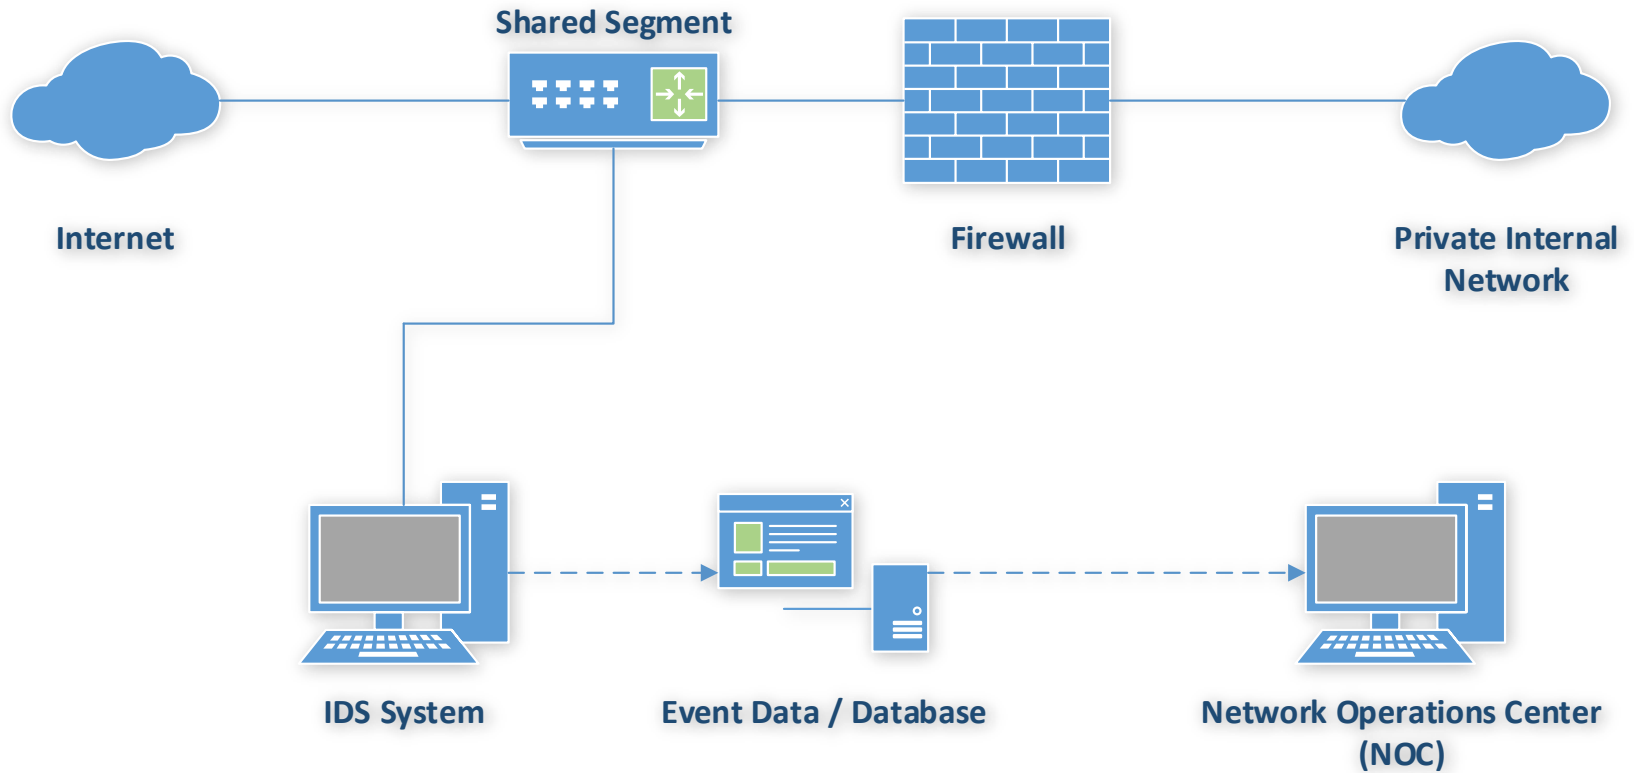 Shared Segment
Internet
Firewall
Private Internal
Network
IDS System
Event Data / Database
Network Operations Center
(NOC)